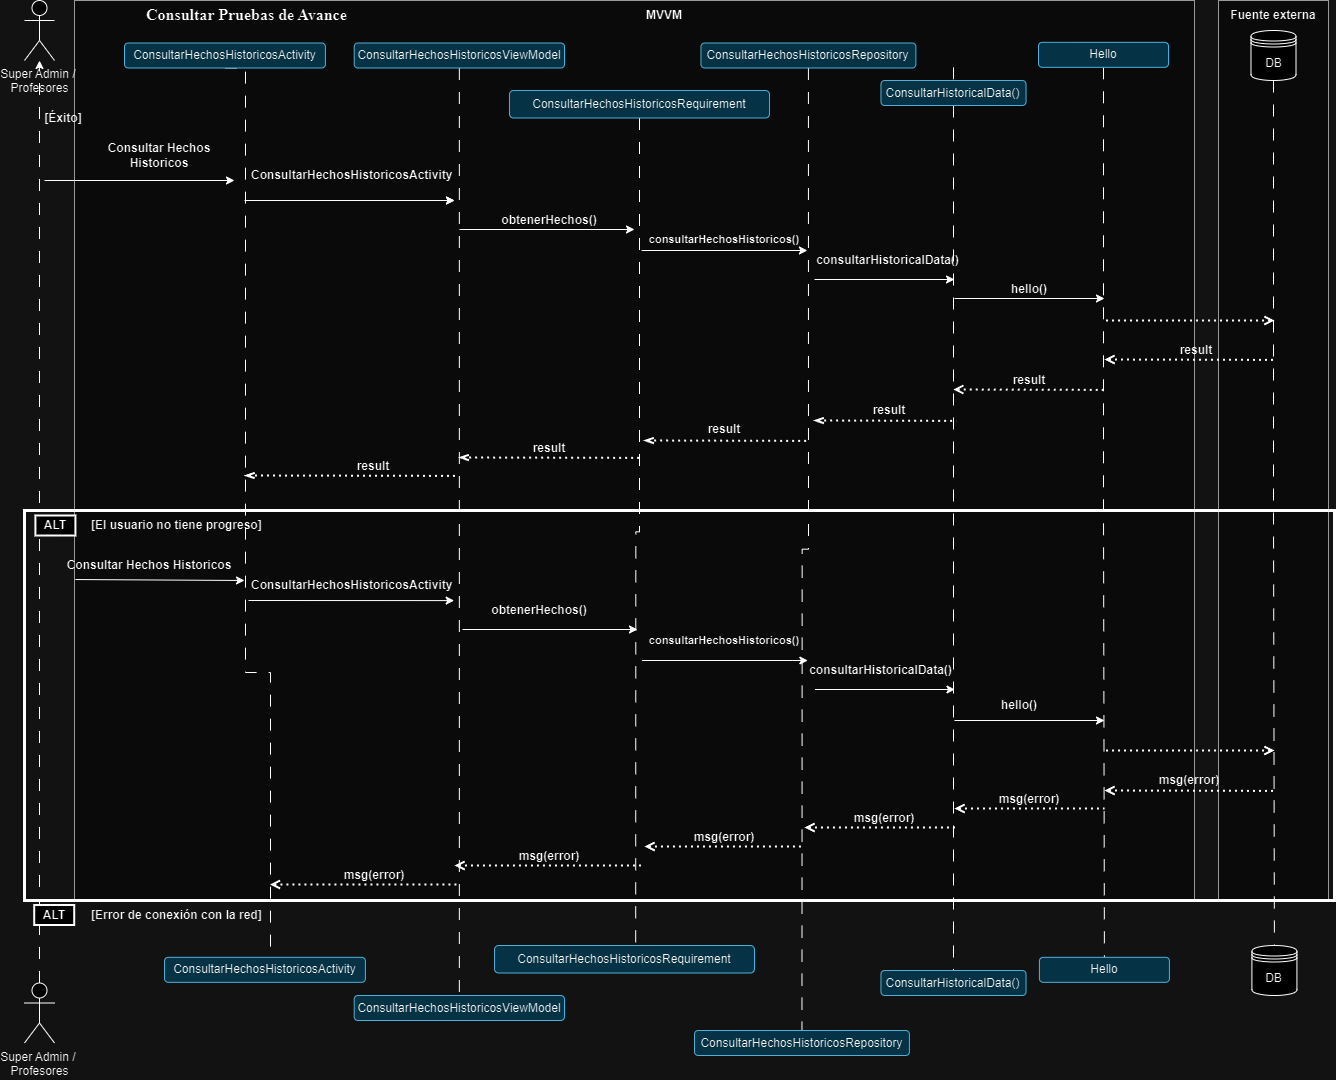 Consultar Pruebas de Avance
MVVM
Fuente externa
ConsultarHechosHistoricosActivity
ConsultarHechosHistoricosViewModel
ConsultarHechosHistoricosRepository
Hello
DB
Super Admin /
Profesores
ConsultarHistoricalData()
ConsultarHechosHistoricosRequirement
[Éxito]
Consultar Hechos
Historicos
ConsultarHechosHistoricosActivity
obtenerHechos()
consultarHechosHistoricos()
consultarHistoricalData()
hello()
result
result
result
result
result
result
ALT
[El usuario no tiene progreso]
Consultar Hechos Historicos
ConsultarHechosHistoricosActivity
obtenerHechos()
consultarHechosHistoricos()
consultarHistoricalData()
hello()
msg(error)
msg(error)
msg(error)
msg(error)
msg(error)
msg(error)
ALT
[Error de conexión con la red]
ConsultarHechosHistoricosActivity
ConsultarHechosHistoricosRequirement
Hello
DB
ConsultarHistoricalData()
ConsultarHechosHistoricosViewModel
ConsultarHechosHistoricosRepository
Super Admin /
Profesores